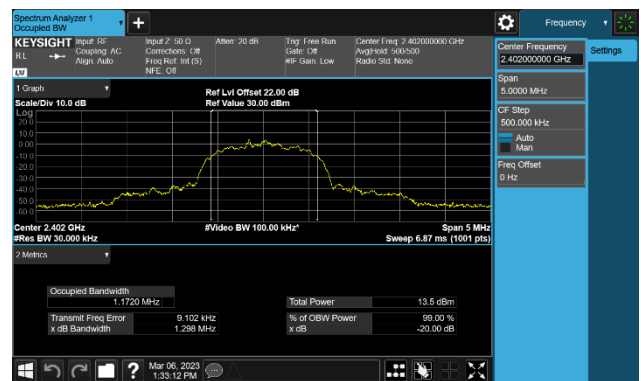 Spectrum Analyzer 1
Occupied BW
Frequency
KEYSIGHT
Input: RF
Coupling: AC
Align: Auto
Input Z: 50 Ω
Corrections: Off
Freq Ref: Int (S)
NFE: Off
Atten: 20 dB
Trig: Free Run
Gate: Off
#IF Gain: Low
Center Freq: 2.402000000 GHz
Avg|Hold: 500/500
Radio Std: None
R L
LXI
Center Frequency
2.402000000 GHz
Settings
Span
5.0000 MHz
CF Step
500.000 kHz
Auto
Man
Freq Offset
0 Hz
1 Graph
Scale/Div 10.0 dB
Ref Lvl Offset 22.00 dB
Ref Value 30.00 dBm
Log
20.0
10.0
0.00
-10.0
-20.0
-30.0
-40.0
-50.0
-60.0
Center 2.402 GHz
#Res BW 30.000 kHz
#Video BW 100.00 kHz*
Span 5 MHz
Sweep 6.87 ms (1001 pts)
2 Metrics
Occupied Bandwidth
1.1720 MHz
Total Power 13.5 dBm
Transmit Freq Error 9.102 kHz
% of OBW Power 99.00 %
x dB Bandwidth 1.298 MHz
x dB -20.00 dB
?
Mar 06, 2023
1:33:12 PM